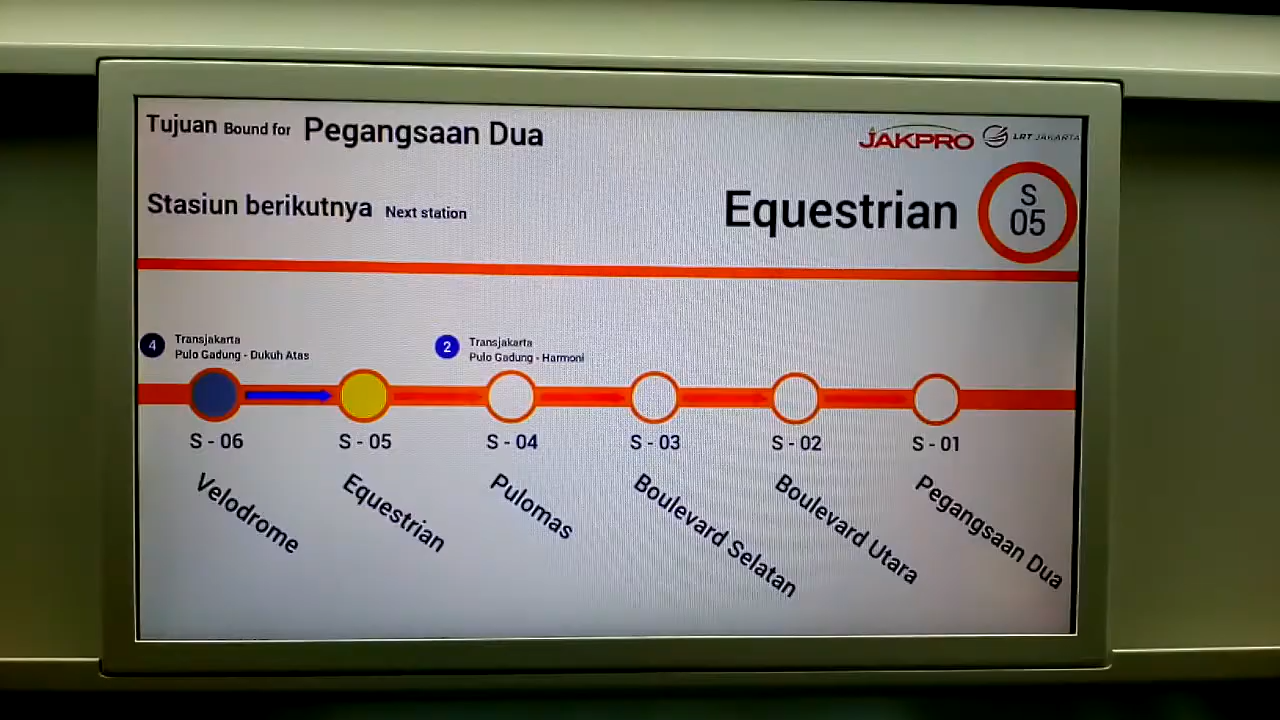 Tujuan Bound for Pegangsaan Dua
JAKPRO LRT JAKARTA
Stasiun berikutnya Next station
Equestrian
S
05
4 Transjakarta
Pulo Gadung - Dukuh Atas
2 Transjakarta
Pulo Gadung - Harmoni
S - 06
S - 05
S - 04
S - 03
S - 02
S - 01
Velodrome
Equestrian
Pulomas
Boulevard Selatan
Boulevard Utara
Pegangsaan Dua